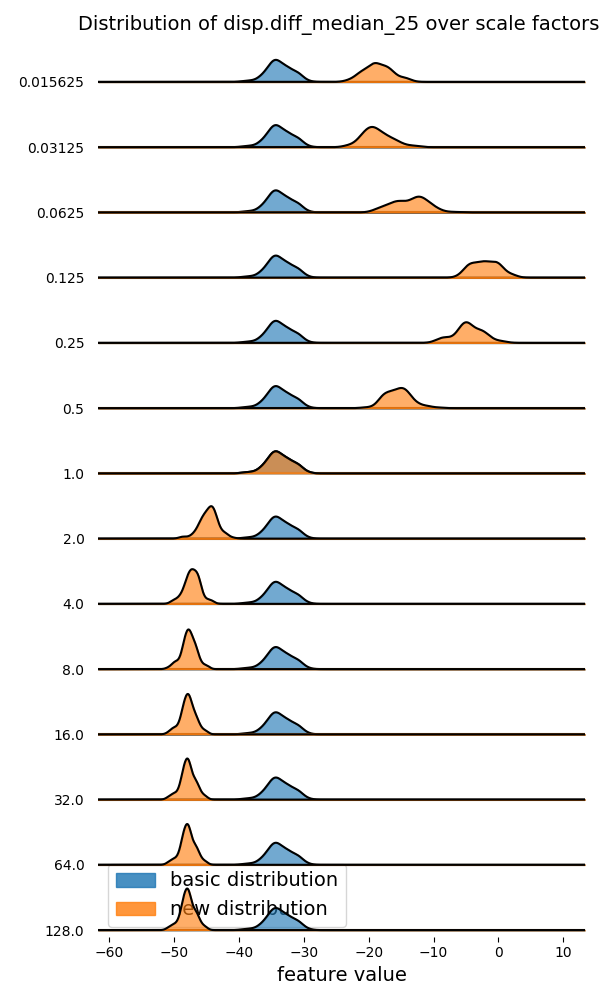 Distribution of disp.diff_median_25 over scale factors
0.015625
0.03125
0.0625
0.125
0.25
0.5
1.0
2.0
4.0
8.0
16.0
32.0
64.0
128.0
basic distribution
new distribution
−60 −50 −40 −30 −20 −10 0 10
feature value